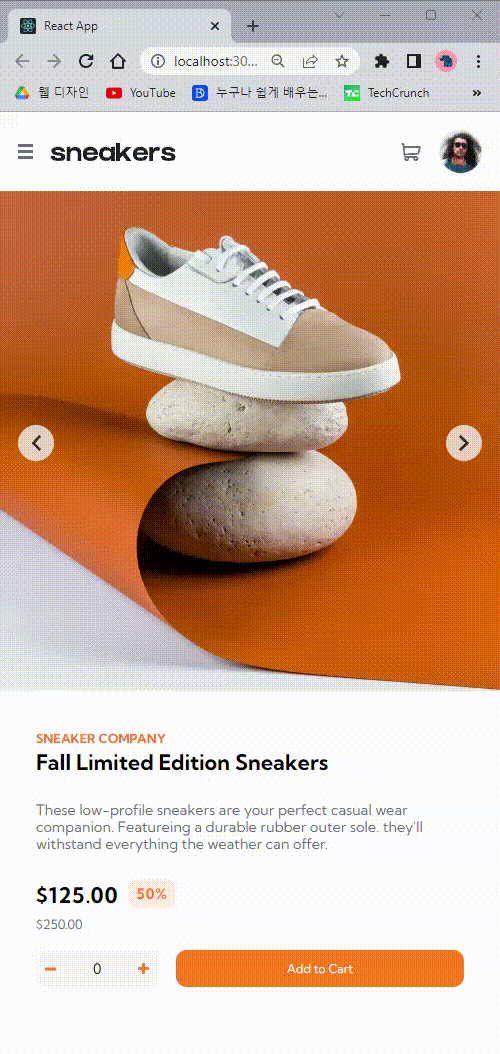 React App
localhost:30...
웹 디자인
YouTube
누구나 쉽게 배우는...
TechCrunch
sneakers
SNEAKER COMPANY
Fall Limited Edition Sneakers
These low-profile sneakers are your perfect casual wear
companion. Featureing a durable rubber outer sole. they'll
withstand everything the weather can offer.
$125.00 50%
$250.00
0
Add to Cart